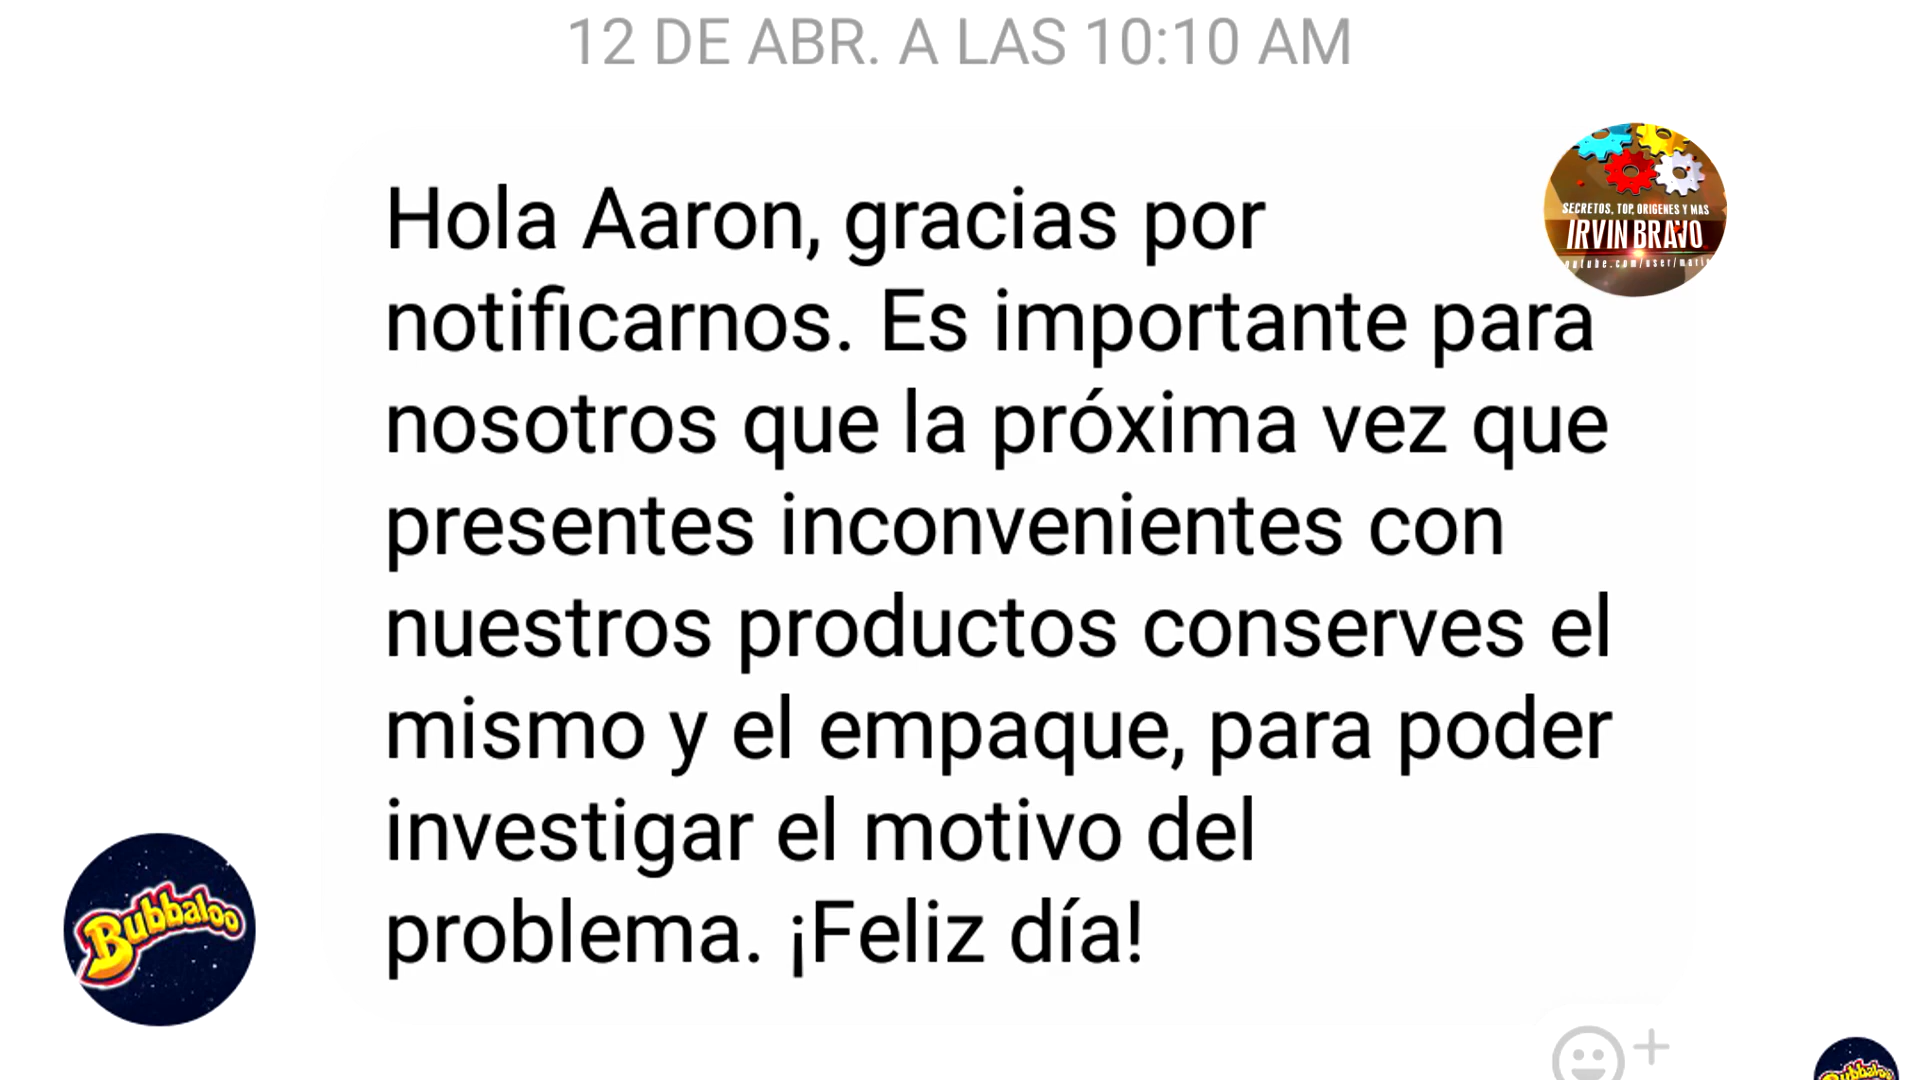 12 DE ABR. A LAS 10:10 AM
SECRETOS, TOP, ORIGENES Y MAS
IRVIN BRAVO
Hola Aaron, gracias por
notificarnos. Es importante para
nosotros que la próxima vez que
presentes inconvenientes con
nuestros productos conserves el
mismo y el empaque, para poder
investigar el motivo del
problema. ¡Feliz día!
Bubbaloo
Bubbaloo